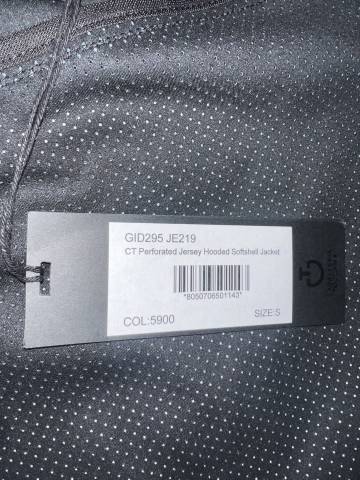 GID295 JE219
CT Perforated Jersey Hooded Softshell Jacket
*8050706501143*
COL:5900
SIZE:S